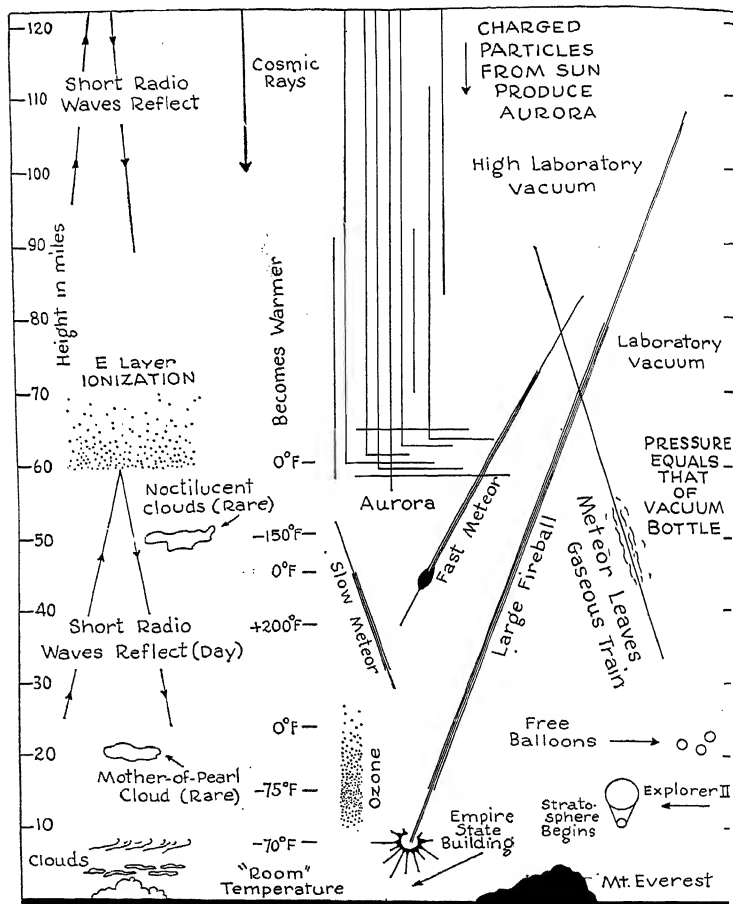 120
110
100
90
80
70
60
50
40
30
20
10
Height in miles
Short Radio
Waves Reflect
Cosmic
Rays
CHARGED
PARTICLES
FROM SUN
PRODUCE
AURORA
High Laboratory
Vacuum
Becomes Warmer
E Layer
IONIZATION
Laboratory
Vacuum
0°F
Aurora
PRESSURE
EQUALS
THAT
OF
VACUUM
BOTTLE
Noctilucent
clouds (Rare)
-150°F
0°F
+200°F
Slow Meteor
Fast Meteor
Large Fireball
Meteor Leaves
Gaseous Train
Short Radio
Waves Reflect (Day)
0°F
Mother-of-Pearl
Cloud (Rare)
-75°F
Ozone
Free
Balloons
Explorer II
Strato-
sphere
Begins
Empire
State
Building
-70°F
Clouds
"Room"
Temperature
Mt. Everest